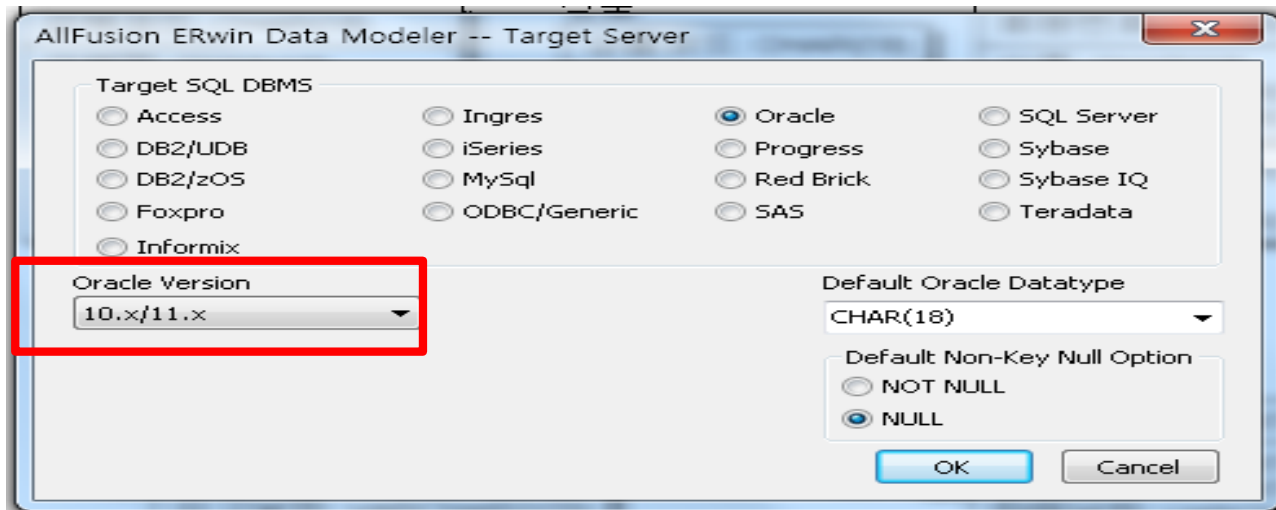 AllFusion ERwin Data Modeler -- Target Server
Target SQL DBMS
Access Ingres Oracle SQL Server
DB2/UDB iSeries Progress Sybase
DB2/zOS MySql Red Brick Sybase IQ
Foxpro ODBC/Generic SAS Teradata
Informix
Oracle Version Default Oracle Datatype
10.x/11.x CHAR(18)
Default Non-Key Null Option
NOT NULL
NULL
OK Cancel